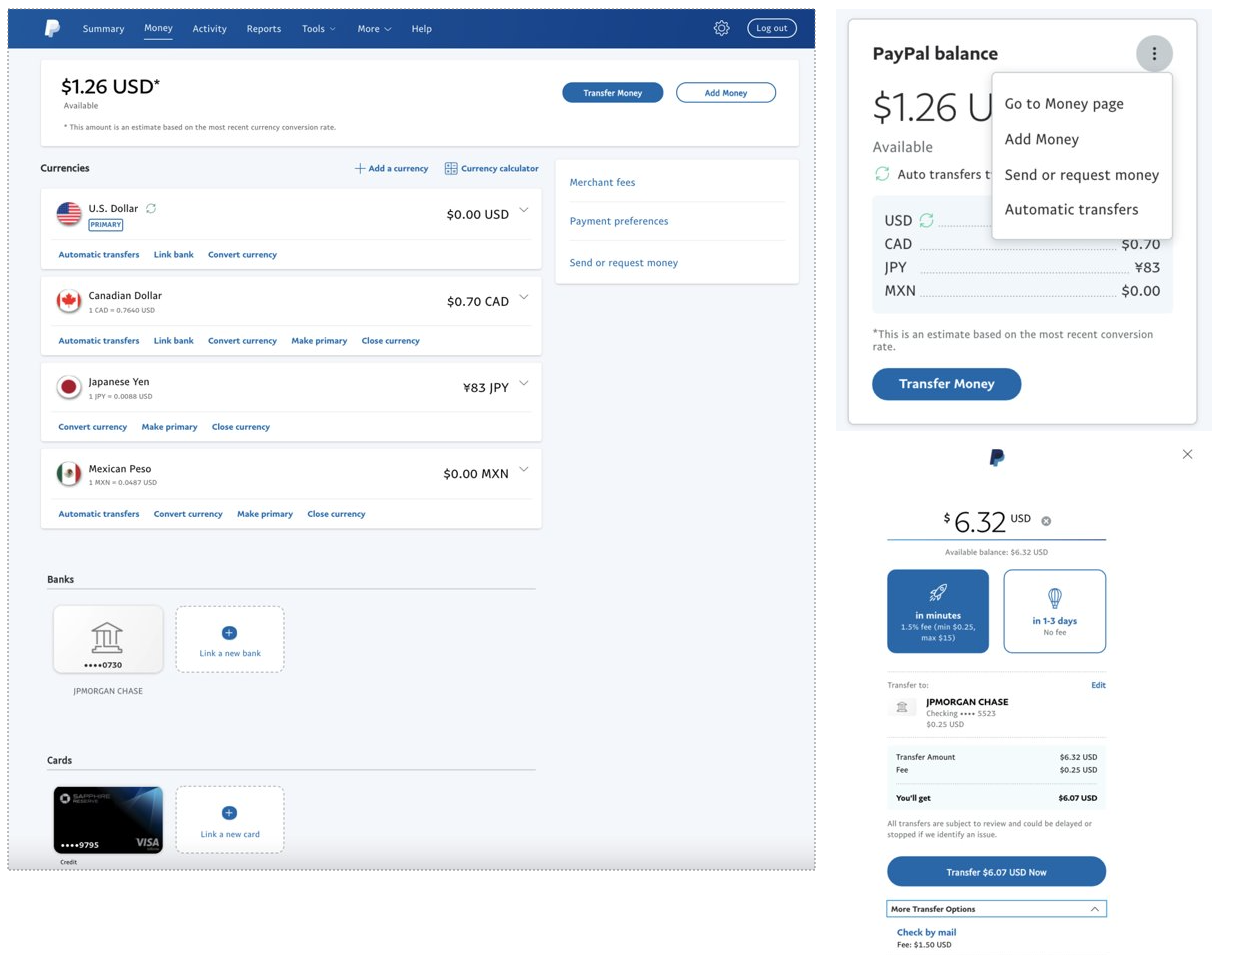 Summary Money Activity Reports Tools More Help Log out
$1.26 USD*
Available
* This amount is an estimate based on the most recent currency conversion rate.
Transfer Money
Add Money
Currencies
Add a currency
Currency calculator
U.S. Dollar
PRIMARY
$0.00 USD
Automatic transfers Link bank Convert currency
Canadian Dollar
1 CAD = 0.7640 USD
$0.70 CAD
Automatic transfers Link bank Convert currency Make primary Close currency
Japanese Yen
1 JPY = 0.0088 USD
¥83 JPY
Convert currency Make primary Close currency
Mexican Peso
1 MXN = 0.0487 USD
$0.00 MXN
Automatic transfers Convert currency Make primary Close currency
Merchant fees
Payment preferences
Send or request money
Banks
••••0730
JPMORGAN CHASE
Link a new bank
Cards
SAPPHIRE
RESERVE
••••9795
VISA
Credit
Link a new card
PayPal balance
$1.26 U
Available
Auto transfers t
Go to Money page
Add Money
Send or request money
Automatic transfers
USD
CAD $0.70
JPY ¥83
MXN $0.00
*This is an estimate based on the most recent conversion
rate.
Transfer Money
$ 6.32 USD
Available balance: $6.32 USD
in minutes
1.5% fee (min $0.25,
max $15)
in 1-3 days
No fee
Transfer to: Edit
JPMORGAN CHASE
Checking •••• 5523
$0.25 USD
Transfer Amount $6.32 USD
Fee $0.25 USD
You'll get $6.07 USD
All transfers are subject to review and could be delayed or
stopped if we identify an issue.
Transfer $6.07 USD Now
More Transfer Options
Check by mail
Fee: $1.50 USD